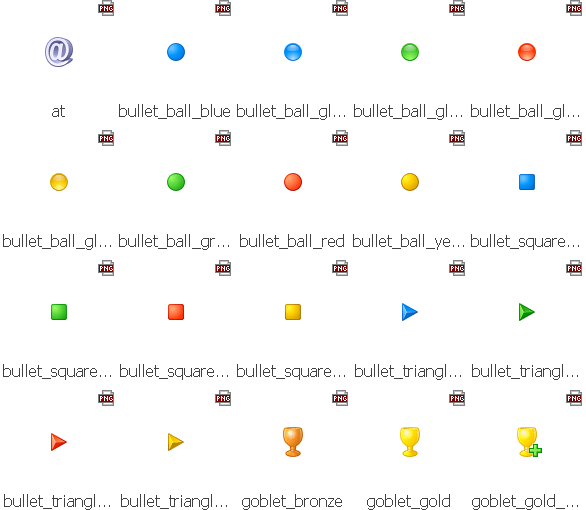 PNG PNG PNG PNG PNG
@
at bullet_ball_blue bullet_ball_gl... bullet_ball_gl... bullet_ball_gl...
PNG PNG PNG PNG PNG
bullet_ball_gl... bullet_ball_gr... bullet_ball_red bullet_ball_ye... bullet_square...
PNG PNG PNG PNG PNG
bullet_square... bullet_square... bullet_square... bullet_triangl... bullet_triangl...
PNG PNG PNG PNG PNG
bullet_triangl... bullet_triangl... goblet_bronze goblet_gold goblet_gold_...